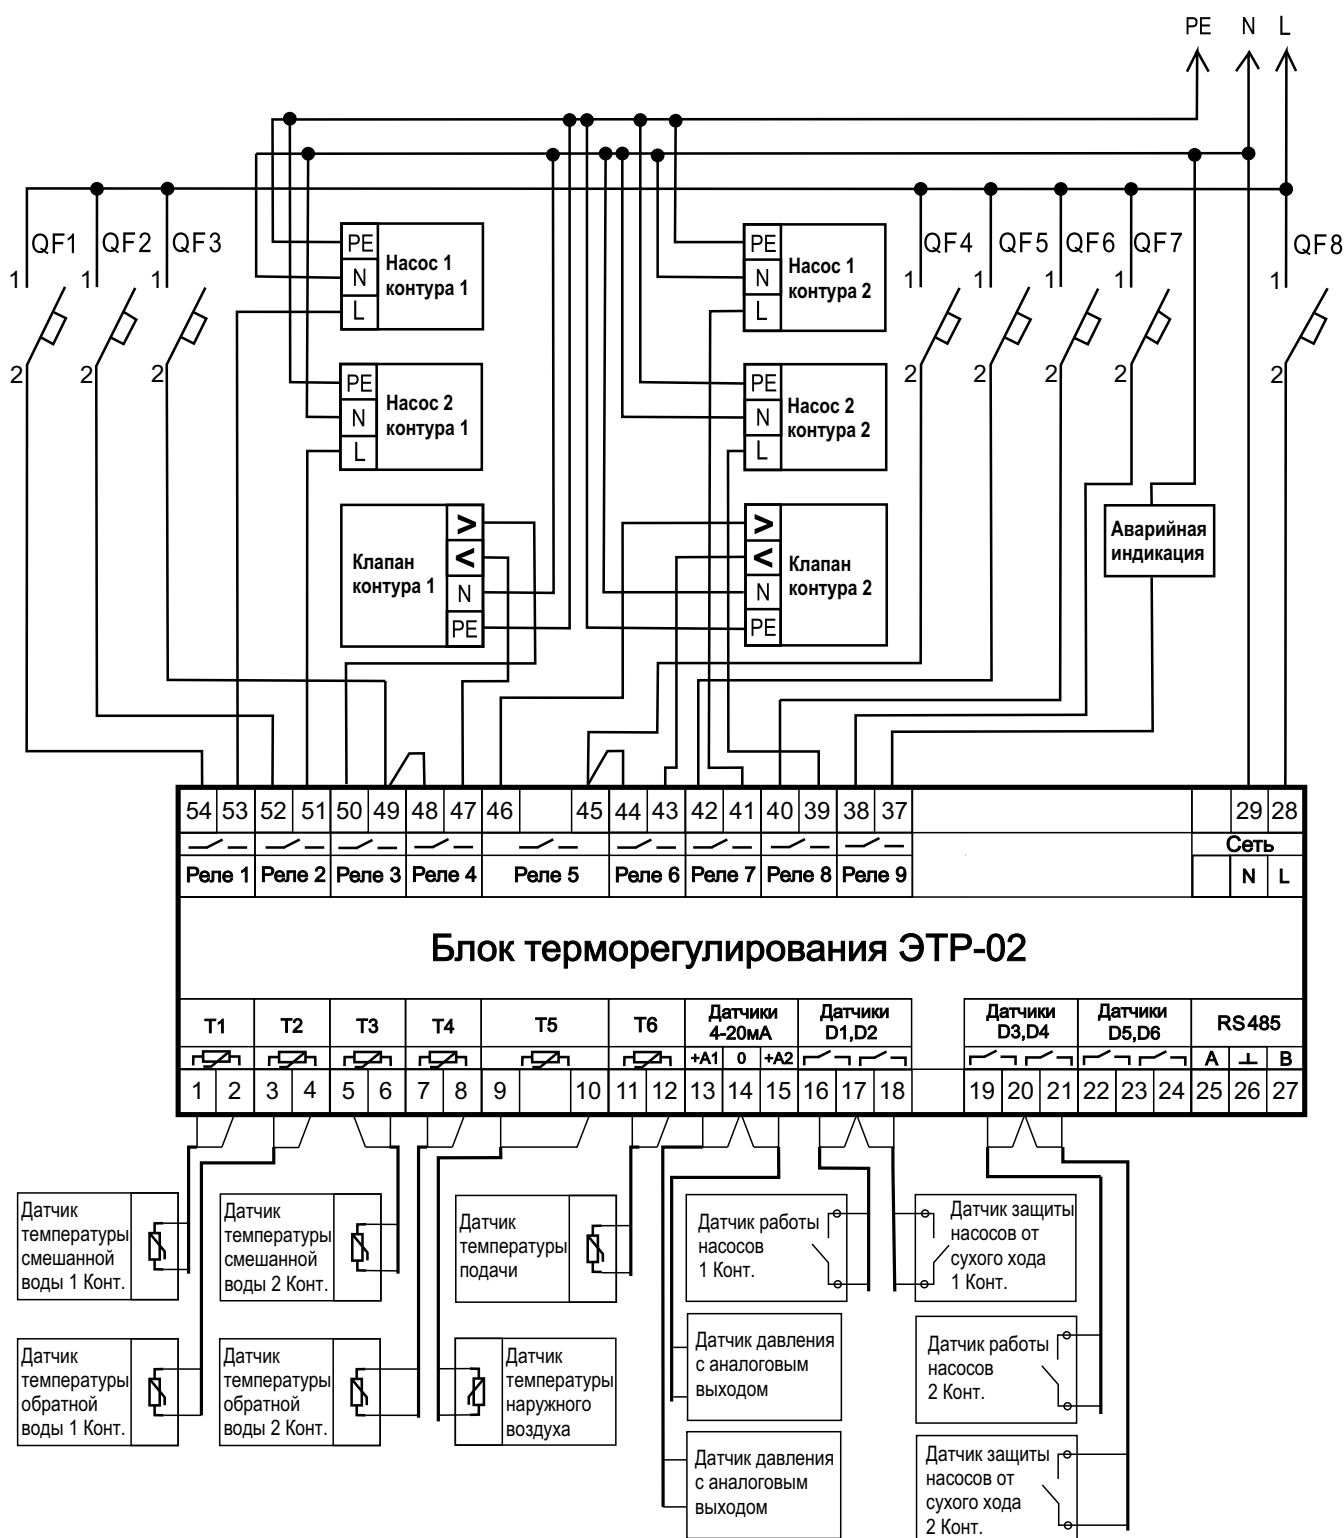 PE N L
QF1 QF2 QF3 QF4 QF5 QF6 QF7 QF8
1 1 1 1 1 1 1 1
2 2 2 2 2 2 2 2
PE
N
L
Насос 1
контура 1
PE
N
L
Насос 1
контура 2
PE
N
L
Насос 2
контура 1
PE
N
L
Насос 2
контура 2
Клапан
контура 1
>
<
N
PE
>
<
N
PE
Клапан
контура 2
Аварийная
индикация
54 53 52 51 50 49 48 47 46 45 44 43 42 41 40 39 38 37 29 28
Сеть
Реле 1 Реле 2 Реле 3 Реле 4 Реле 5 Реле 6 Реле 7 Реле 8 Реле 9 N L
Блок терморегулирования ЭТР-02
T1 T2 T3 T4 T5 T6
Датчики
4-20мА
Датчики
D1,D2
Датчики
D3,D4
Датчики
D5,D6
RS485
+A1 0 +A2 A ⊥ B
1 2 3 4 5 6 7 8 9 10 11 12 13 14 15 16 17 18 19 20 21 22 23 24 25 26 27
Датчик
температуры
смешанной
воды 1 Конт.
Датчик
температуры
смешанной
воды 2 Конт.
Датчик
температуры
подачи
Датчик работы
насосов
1 Конт.
Датчик защиты
насосов от
сухого хода
1 Конт.
Датчик
температуры
обратной
воды 1 Конт.
Датчик
температуры
обратной
воды 2 Конт.
Датчик
температуры
наружного
воздуха
Датчик давления
с аналоговым
выходом
Датчик работы
насосов
2 Конт.
Датчик давления
с аналоговым
выходом
Датчик защиты
насосов от
сухого хода
2 Конт.